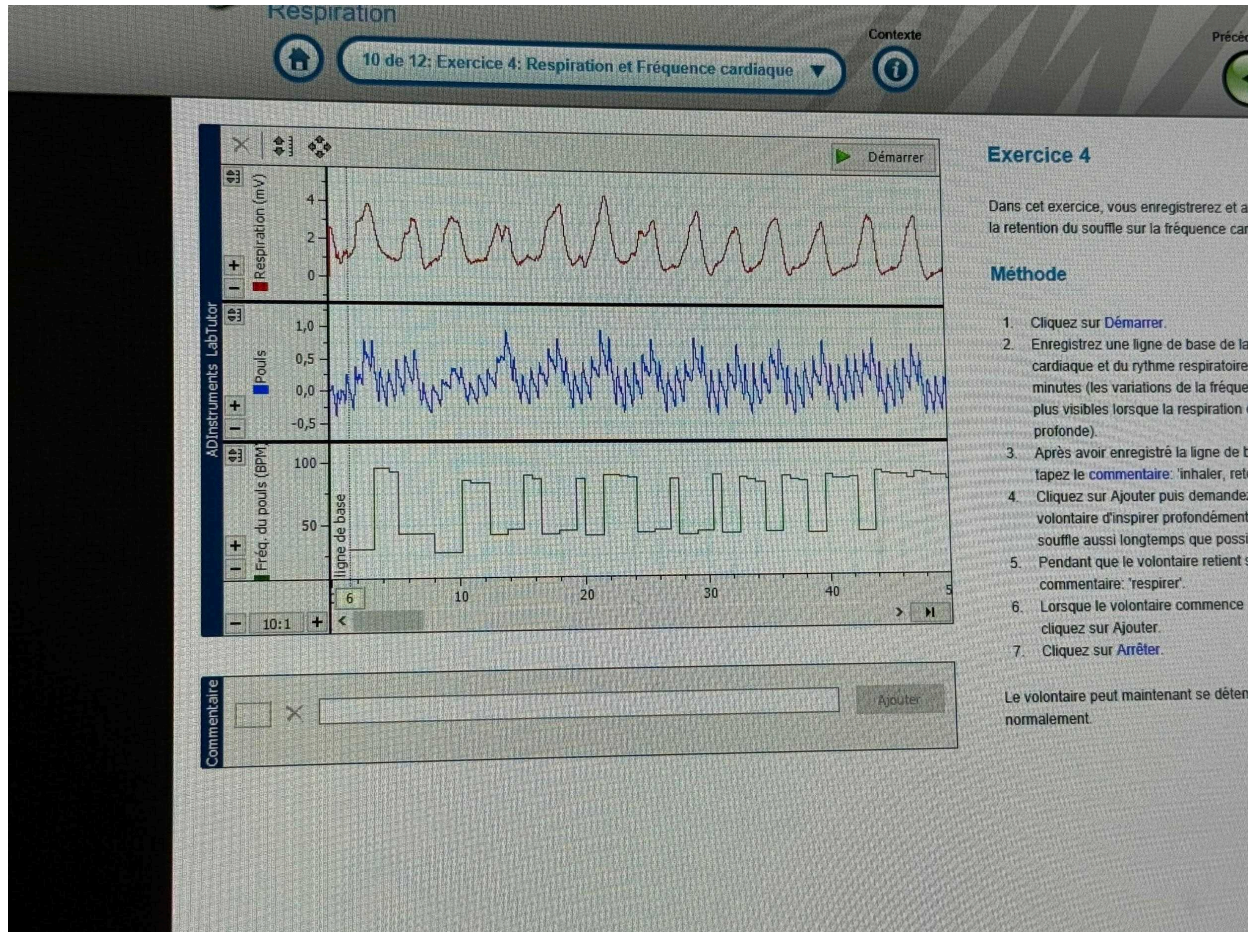 Respiration
10 de 12: Exercice 4: Respiration et Fréquence cardiaque
Contexte
Démarrer
ADInstruments LabTutor
Respiration (mV)
4
2
0
Pouls
1,0
0,5
0,0
-0,5
Fréq. du pouls (BPM)
100
50
ligne de base
6
10
20
30
40
10:1
Commentaire
Ajouter
Exercice 4
Dans cet exercice, vous enregistrerez et
la retention du souffle sur la fréquence
Méthode
1. Cliquez sur Démarrer.
2. Enregistrez une ligne de base de la
cardiaque et du rythme respiratoire
minutes (les variations de la
plus visibles lorsque la respiration
profonde).
3. Après avoir enregistré la ligne de
tapez le commentaire: 'inhaler,
4. Cliquez sur Ajouter puis
volontaire d'inspirer profondément
souffle aussi longtemps que
5. Pendant que le volontaire retient
commentaire: 'respirer'.
6. Lorsque le volontaire commence
cliquez sur Ajouter.
7. Cliquez sur Arrêter.
Le volontaire peut maintenant se
normalement.